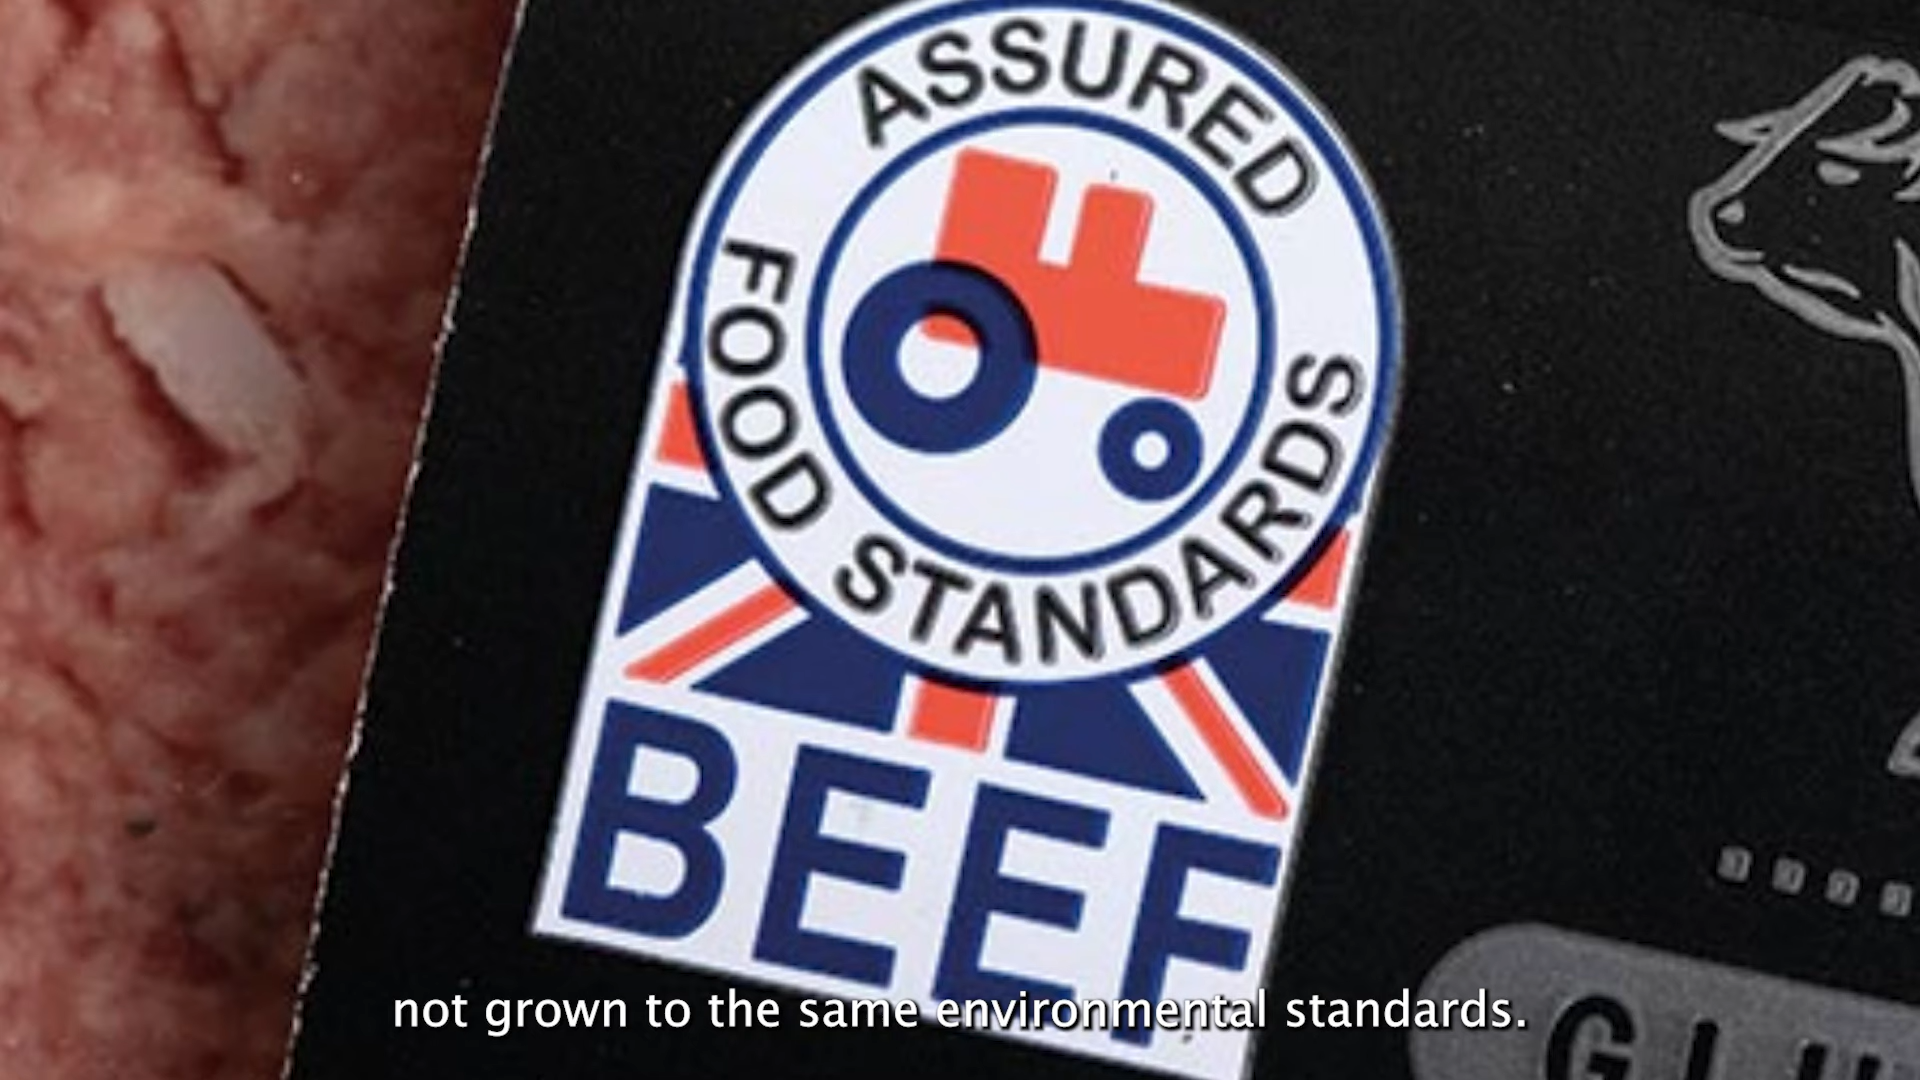 ASSURED
FOOD STANDARDS
BEEF
not grown to the same environmental standards.